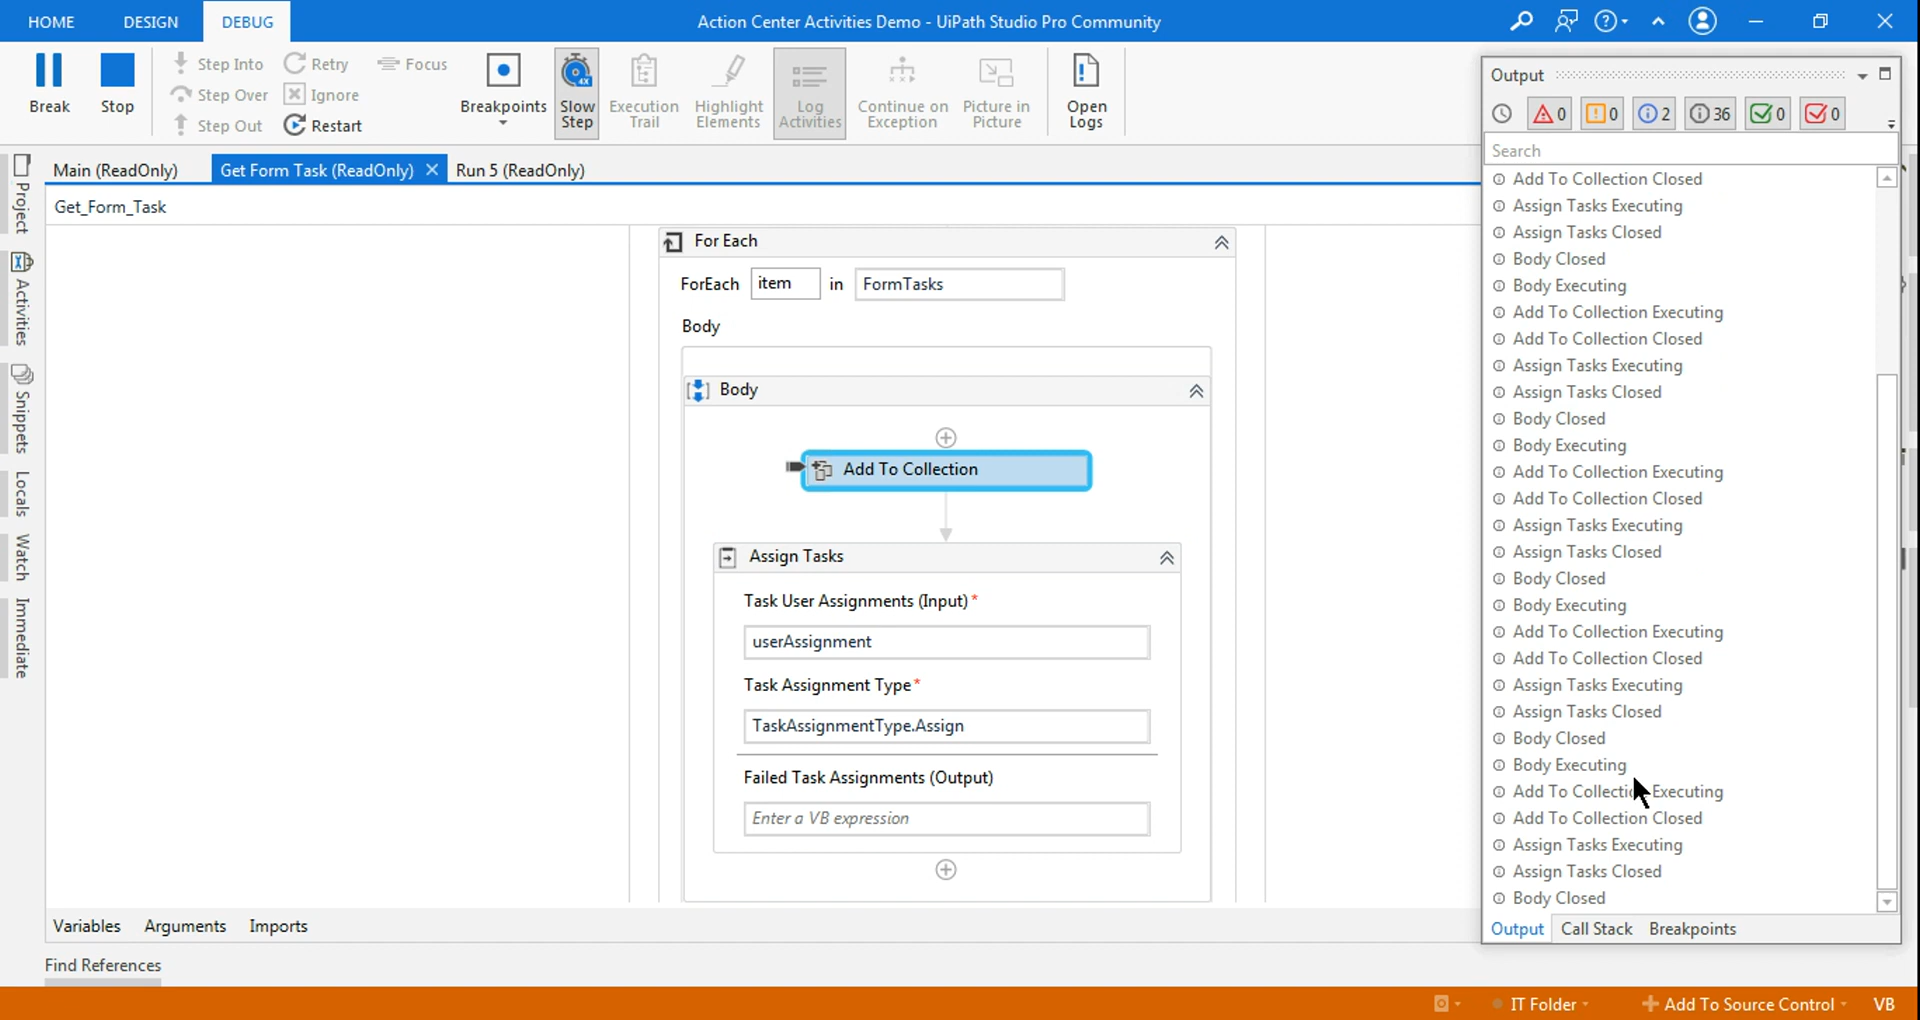 HOME DESIGN DEBUG Action Center Activities Demo - UiPath Studio Pro Community
Break
Stop
Step Into
Step Over
Step Out
Retry
Ignore
Restart
Focus
Breakpoints
Slow
Step
4X
Execution
Trail
Highlight
Elements
Log
Activities
Continue on
Exception
Picture in
Picture
Open
Logs
Main (ReadOnly) Get Form Task (ReadOnly) Run 5 (ReadOnly)
Get_Form_Task
Project
Activities
Snippets
Locals
Watch
Immediate
For Each
ForEach item in FormTasks
Body
Body
Add To Collection
Assign Tasks
Task User Assignments (Input) *
userAssignment
Task Assignment Type *
TaskAssignmentType.Assign
Failed Task Assignments (Output)
Enter a VB expression
Variables Arguments Imports
Find References
Output
0 0 2 36 0 0
Search
Add To Collection Closed
Assign Tasks Executing
Assign Tasks Closed
Body Closed
Body Executing
Add To Collection Executing
Add To Collection Closed
Assign Tasks Executing
Assign Tasks Closed
Body Closed
Body Executing
Add To Collection Executing
Add To Collection Closed
Assign Tasks Executing
Assign Tasks Closed
Body Closed
Body Executing
Add To Collection Executing
Add To Collection Closed
Assign Tasks Executing
Assign Tasks Closed
Body Closed
Body Executing
Add To Collection Executing
Add To Collection Closed
Assign Tasks Executing
Assign Tasks Closed
Body Closed
Output Call Stack Breakpoints
IT Folder Add To Source Control VB